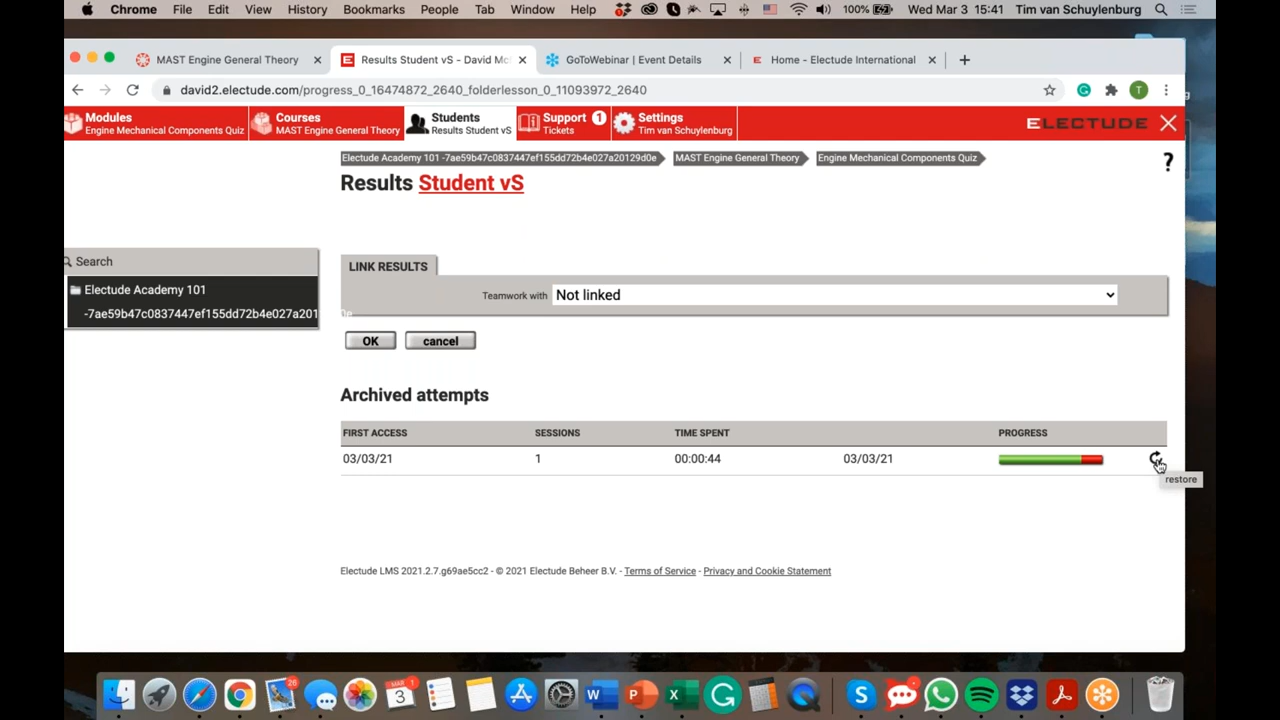 Chrome File Edit View History Bookmarks People Tab Window Help 100% Wed Mar 3 15:41 Tim van Schuylenburg
MAST Engine General Theory Results Student vS - David Mc GoToWebinar | Event Details Home - Electude International
david2.electude.com/progress_0_16474872_2640_folderlesson_0_11093972_2640 T
Modules Courses Students Support 1 Settings ELECTUDE
Engine Mechanical Components Quiz MAST Engine General Theory Results Student vS Tickets Tim van Schuylenburg
Electude Academy 101 -7ae59b47c0837447ef155dd72b4e027a20129d0e MAST Engine General Theory Engine Mechanical Components Quiz ?
Results Student vS
Search
LINK RESULTS
Electude Academy 101
Teamwork with Not linked
-7ae59b47c0837447ef155dd72b4e027a201
OK cancel
Archived attempts
FIRST ACCESS SESSIONS TIME SPENT PROGRESS
03/03/21 1 00:00:44 03/03/21
restore
Electude LMS 2021.2.7.g69ae5cc2 - © 2021 Electude Beheer B.V. - Terms of Service - Privacy and Cookie Statement